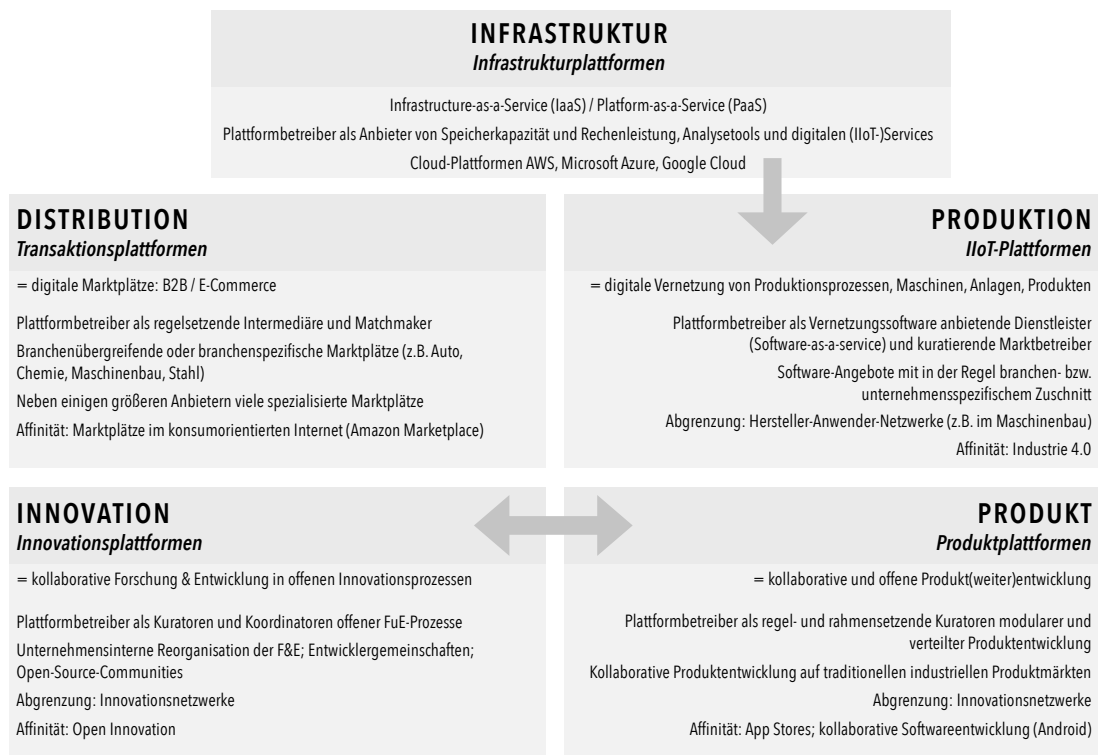 INFRASTRUKTUR
Infrastrukturplattformen
Infrastructure-as-a-Service (IaaS) / Platform-as-a-Service (PaaS)
Plattformbetreiber als Anbieter von Speicherkapazität und Rechenleistung, Analysetools und digitalen (IIoT-)Services
Cloud-Plattformen AWS, Microsoft Azure, Google Cloud
DISTRIBUTION
Transaktionsplattformen
= digitale Marktplätze: B2B / E-Commerce
Plattformbetreiber als regelsetzende Intermediäre und Matchmaker
Branchenübergreifende oder branchenspezifische Marktplätze (z.B. Auto,
Chemie, Maschinenbau, Stahl)
Neben einigen größeren Anbietern viele spezialisierte Marktplätze
Affinität: Marktplätze im konsumorientierten Internet (Amazon Marketplace)
PRODUKTION
IIoT-Plattformen
= digitale Vernetzung von Produktionsprozessen, Maschinen, Anlagen, Produkten
Plattformbetreiber als Vernetzungssoftware anbietende Dienstleister
(Software-as-a-service) und kuratierende Marktbetreiber
Software-Angebote mit in der Regel branchen- bzw.
unternehmensspezifischem Zuschnitt
Abgrenzung: Hersteller-Anwender-Netzwerke (z.B. im Maschinenbau)
Affinität: Industrie 4.0
INNOVATION
Innovationsplattformen
= kollaborative Forschung & Entwicklung in offenen Innovationsprozessen
Plattformbetreiber als Kuratoren und Koordinatoren offener FuE-Prozesse
Unternehmensinterne Reorganisation der F&E; Entwicklergemeinschaften;
Open-Source-Communities
Abgrenzung: Innovationsnetzwerke
Affinität: Open Innovation
PRODUKT
Produktplattformen
= kollaborative und offene Produkt(weiter)entwicklung
Plattformbetreiber als regel- und rahmensetzende Kuratoren modularer und
verteilter Produktentwicklung
Kollaborative Produktentwicklung auf traditionellen industriellen Produktmärkten
Abgrenzung: Innovationsnetzwerke
Affinität: App Stores; kollaborative Softwareentwicklung (Android)